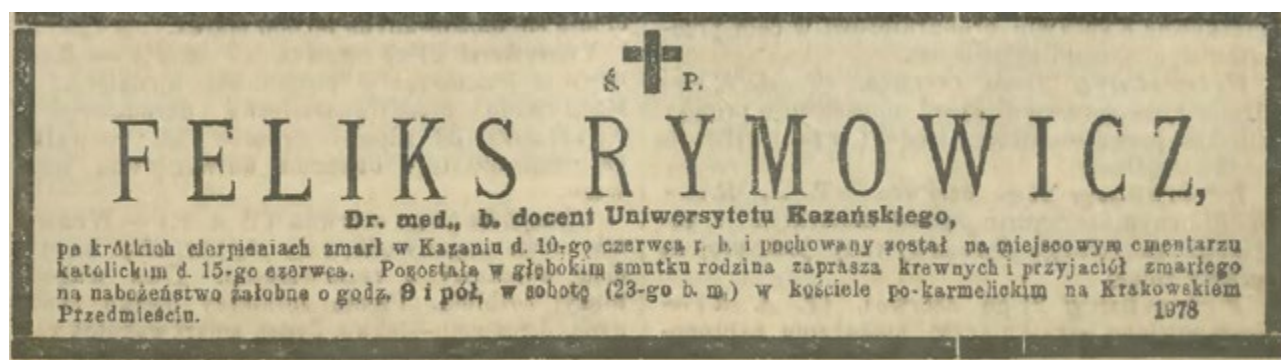 Ś. P.
FELIKS RYMOWICZ,
Dr. med., b. docent Uniwersytetu Kazańskiego,
po krótkich cierpieniach zmarł w Kazaniu d. 10-go czerwca r. b. i pochowany został na miejscowym cmentarzu
katolickim d. 15-go czerwca. Pozostała w głębokim smutku rodzina zaprasza krewnych i przyjaciół zmarłego
na nabożeństwo żałobne o godz. 9 i pół, w sobotę (23-go b. m.) w kościele po-karmelickim na Krakowskiem
Przedmieściu. 1978